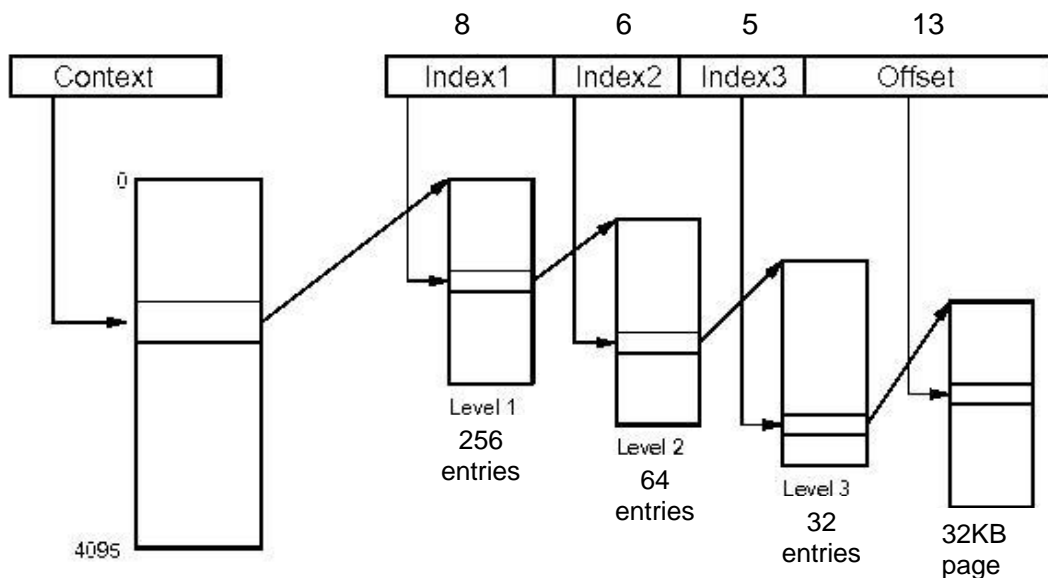 8 6 5 13
Context Index1 Index2 Index3 Offset
0
Level 1
256
entries
Level 2
64
entries
Level 3
32
entries
4095
32KB
page